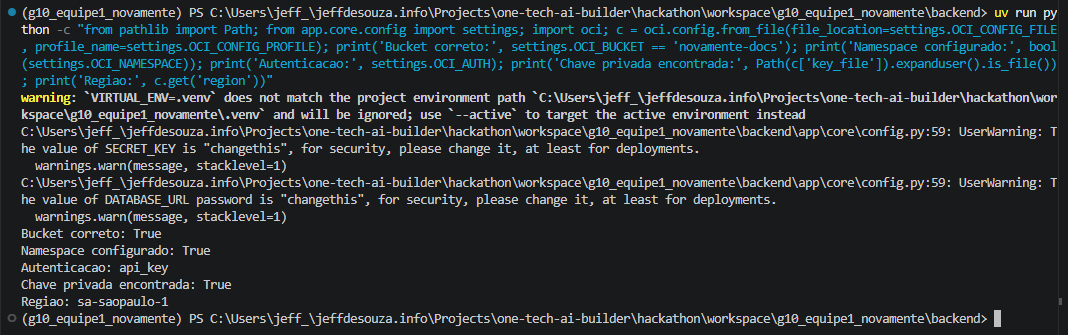 (g10_equipe1_novamente) PS C:\Users\jeff_\jeffdesouza.info\Projects\one-tech-ai-builder\hackathon\workspace\g10_equipe1_novamente\backend> uv run py
thon -c "from pathlib import Path; from app.core.config import settings; import oci; c = oci.config.from_file(file_location=settings.OCI_CONFIG_FILE
, profile_name=settings.OCI_CONFIG_PROFILE); print('Bucket correto:', settings.OCI_BUCKET == 'novamente-docs'); print('Namespace configurado:', bool
(settings.OCI_NAMESPACE)); print('Autenticacao:', settings.OCI_AUTH); print('Chave privada encontrada:', Path(c['key_file']).expanduser().is_file())
; print('Regiao:', c.get('region'))"
warning: `VIRTUAL_ENV=.venv` does not match the project environment path `C:\Users\jeff_\jeffdesouza.info\Projects\one-tech-ai-builder\hackathon\wor
kspace\g10_equipe1_novamente\.venv` and will be ignored; use `--active` to target the active environment instead
C:\Users\jeff_\jeffdesouza.info\Projects\one-tech-ai-builder\hackathon\workspace\g10_equipe1_novamente\backend\app\core\config.py:59: UserWarning: T
he value of SECRET_KEY is "changethis", for security, please change it, at least for deployments.
  warnings.warn(message, stacklevel=1)
C:\Users\jeff_\jeffdesouza.info\Projects\one-tech-ai-builder\hackathon\workspace\g10_equipe1_novamente\backend\app\core\config.py:59: UserWarning: T
he value of DATABASE_URL password is "changethis", for security, please change it, at least for deployments.
  warnings.warn(message, stacklevel=1)
Bucket correto: True
Namespace configurado: True
Autenticacao: api_key
Chave privada encontrada: True
Regiao: sa-saopaulo-1
(g10_equipe1_novamente) PS C:\Users\jeff_\jeffdesouza.info\Projects\one-tech-ai-builder\hackathon\workspace\g10_equipe1_novamente\backend>